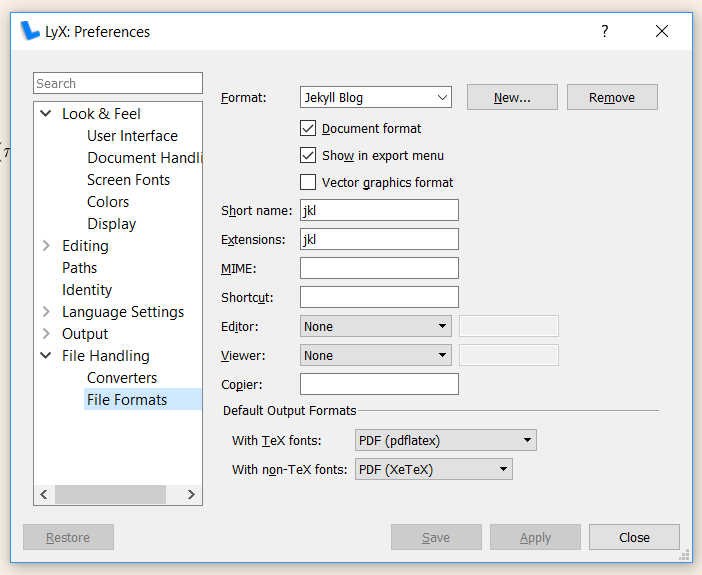 LyX: Preferences
?
Search
Look & Feel
User Interface
Document Handli
Screen Fonts
Colors
Display
Editing
Paths
Identity
Language Settings
Output
File Handling
Converters
File Formats
Format: Jekyll Blog New... Remove
Document format
Show in export menu
Vector graphics format
Short name: jkl
Extensions: jkl
MIME:
Shortcut:
Editor: None
Viewer: None
Copier:
Default Output Formats
With TeX fonts: PDF (pdflatex)
With non-TeX fonts: PDF (XeTeX)
Restore Save Apply Close